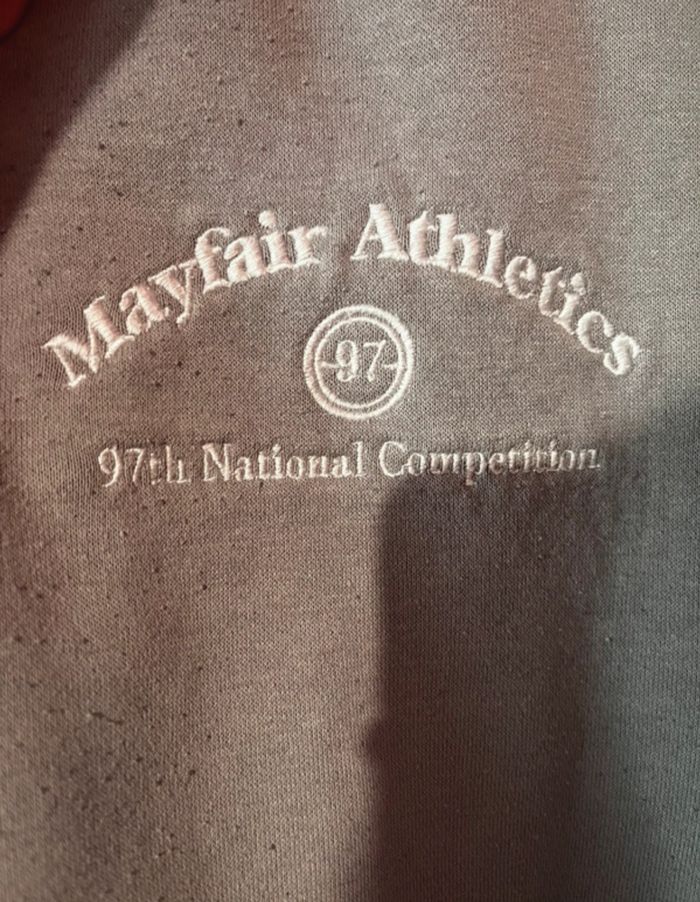 Mayfair Athletics
-97-
97th National Competition